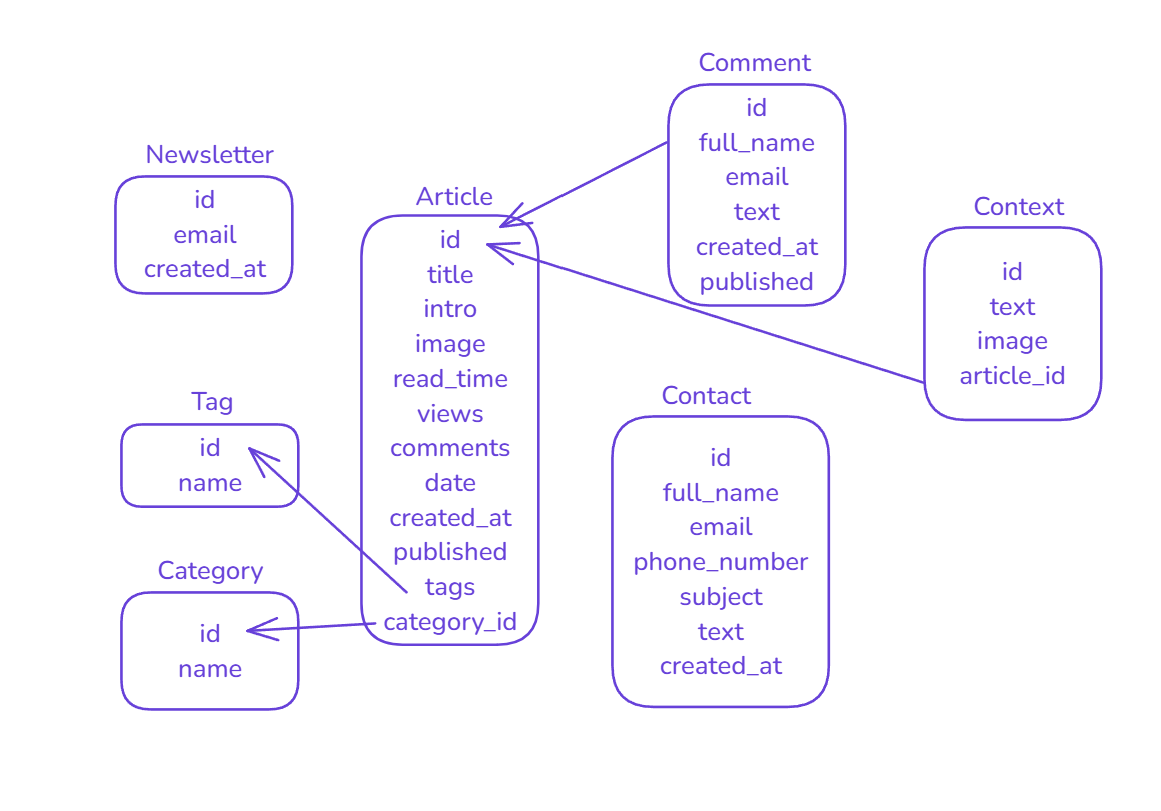 Newsletter
id
email
created_at
Tag
id
name
Category
id
name
Article
id
title
intro
image
read_time
views
comments
date
created_at
published
tags
category_id
Comment
id
full_name
email
text
created_at
published
Contact
id
full_name
email
phone_number
subject
text
created_at
Context
id
text
image
article_id